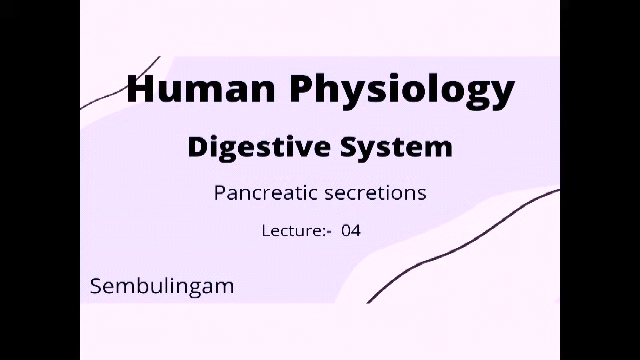 Human Physiology
Digestive System
Pancreatic secretions
Lecture:- 04
Sembulingam